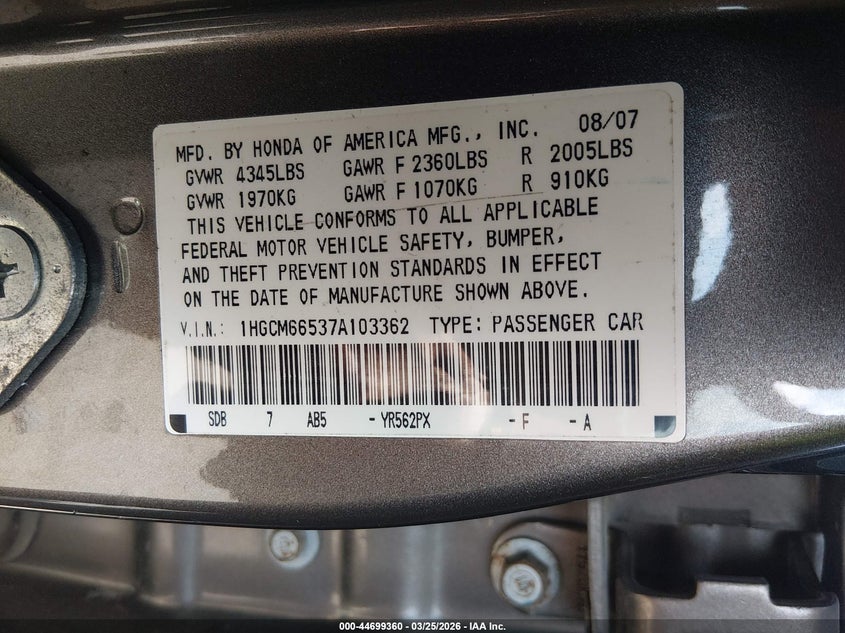 MFD. BY HONDA OF AMERICA MFG., INC. 08/07
GVWR 4345LBS GAWR F 2360LBS R 2005LBS
GVWR 1970KG GAWR F 1070KG R 910KG
THIS VEHICLE CONFORMS TO ALL APPLICABLE
FEDERAL MOTOR VEHICLE SAFETY, BUMPER,
AND THEFT PREVENTION STANDARDS IN EFFECT
ON THE DATE OF MANUFACTURE SHOWN ABOVE.
V.I.N.: 1HGCM66537A103362 TYPE: PASSENGER CAR
SDB 7 AB5 -YR562PX -F -A
000-44699360 - 03/25/2026 - IAA Inc.